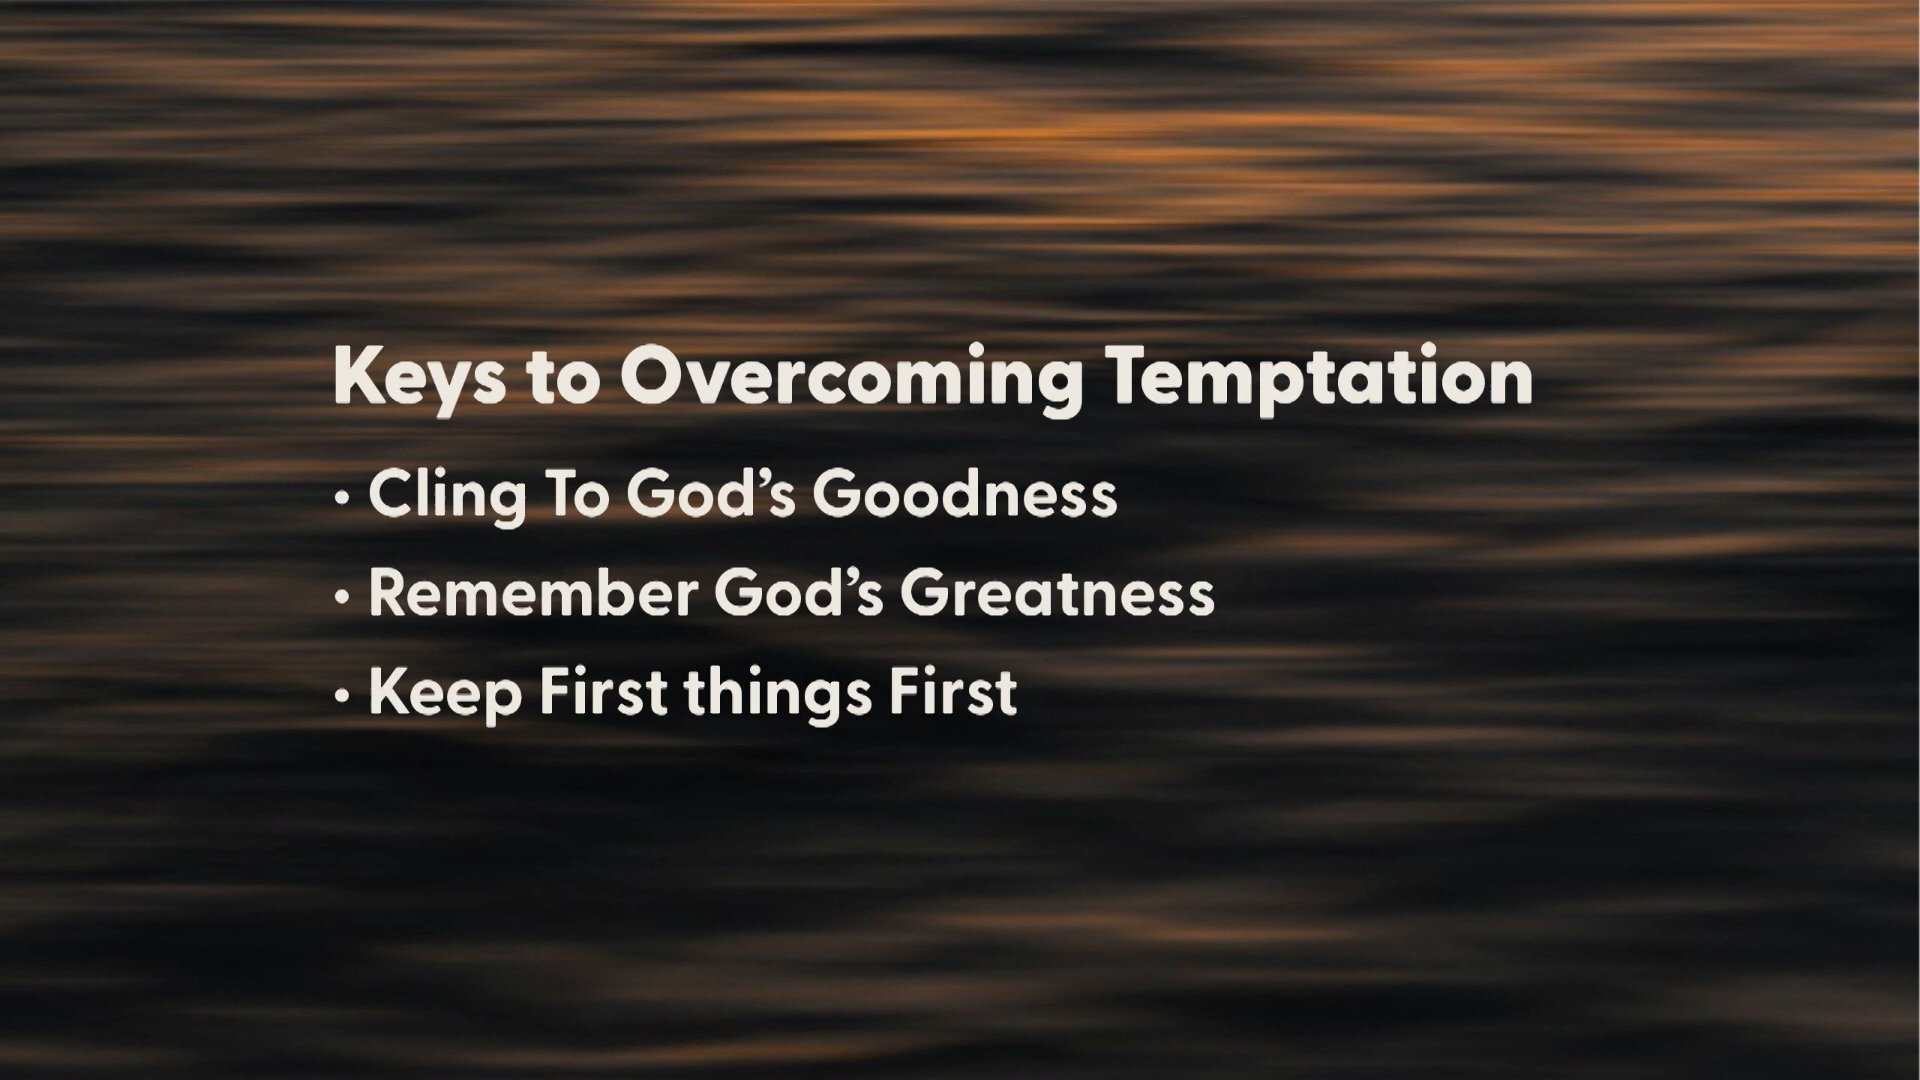 Keys to Overcoming Temptation
• Cling To God’s Goodness
• Remember God’s Greatness
• Keep First things First